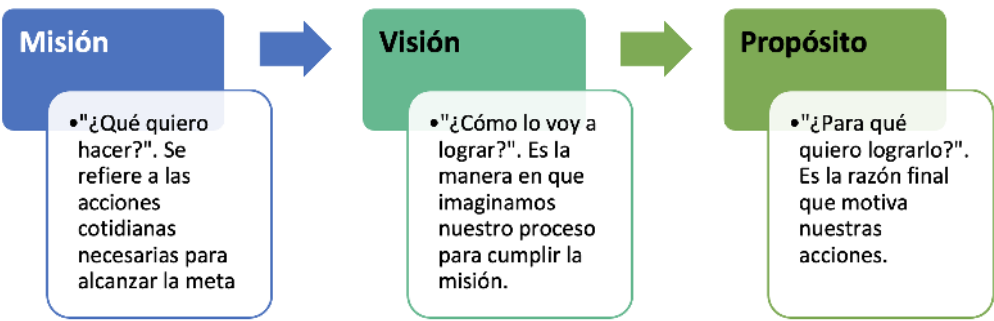 Misión
•"¿Qué quiero
hacer?". Se
refiere a las
acciones
cotidianas
necesarias para
alcanzar la meta
Visión
•"¿Cómo lo voy a
lograr?". Es la
manera en que
imaginamos
nuestro proceso
para cumplir la
misión.
Propósito
•"¿Para qué
quiero lograrlo?".
Es la razón final
que motiva
nuestras
acciones.